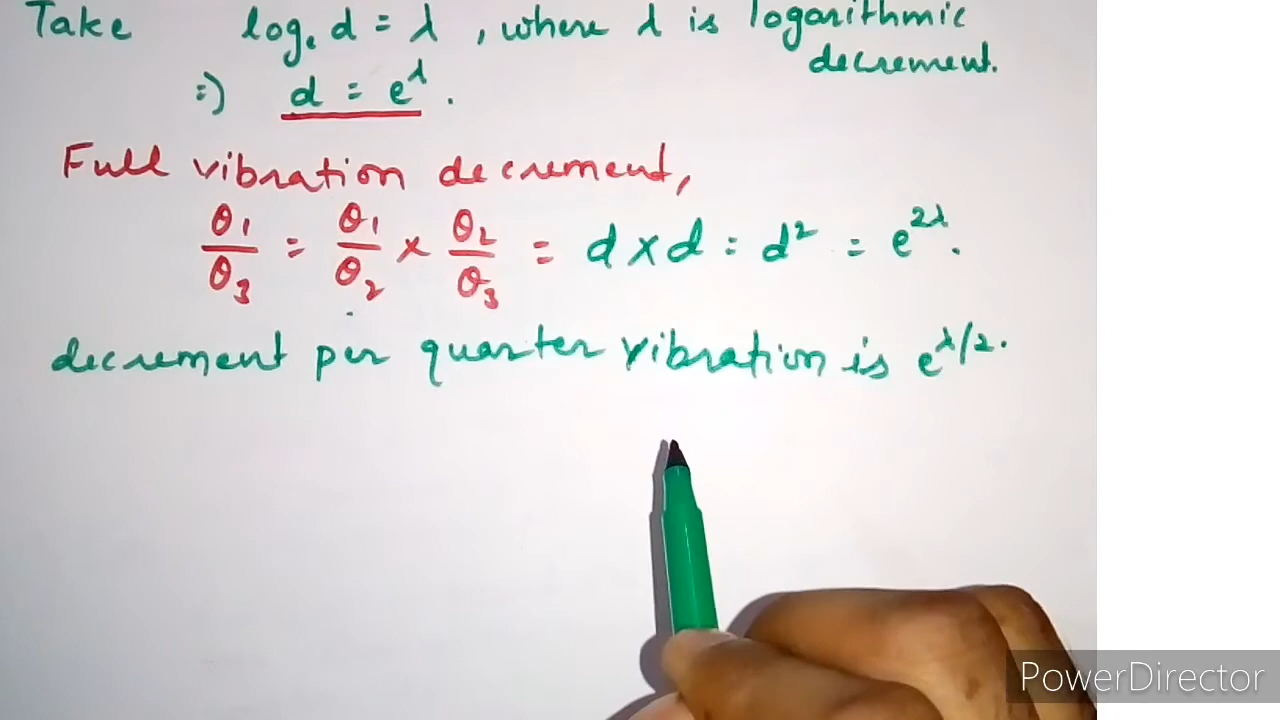 Take logₑ d = λ , where λ is logarithmic
decrement.
=) d = e^λ .
Full vibration decrement,
θ₁/θ₃ = θ₁/θ₂ × θ₂/θ₃ = d × d = d² = e^2λ .
decrement per quarter vibration is e^λ/2.
PowerDirector